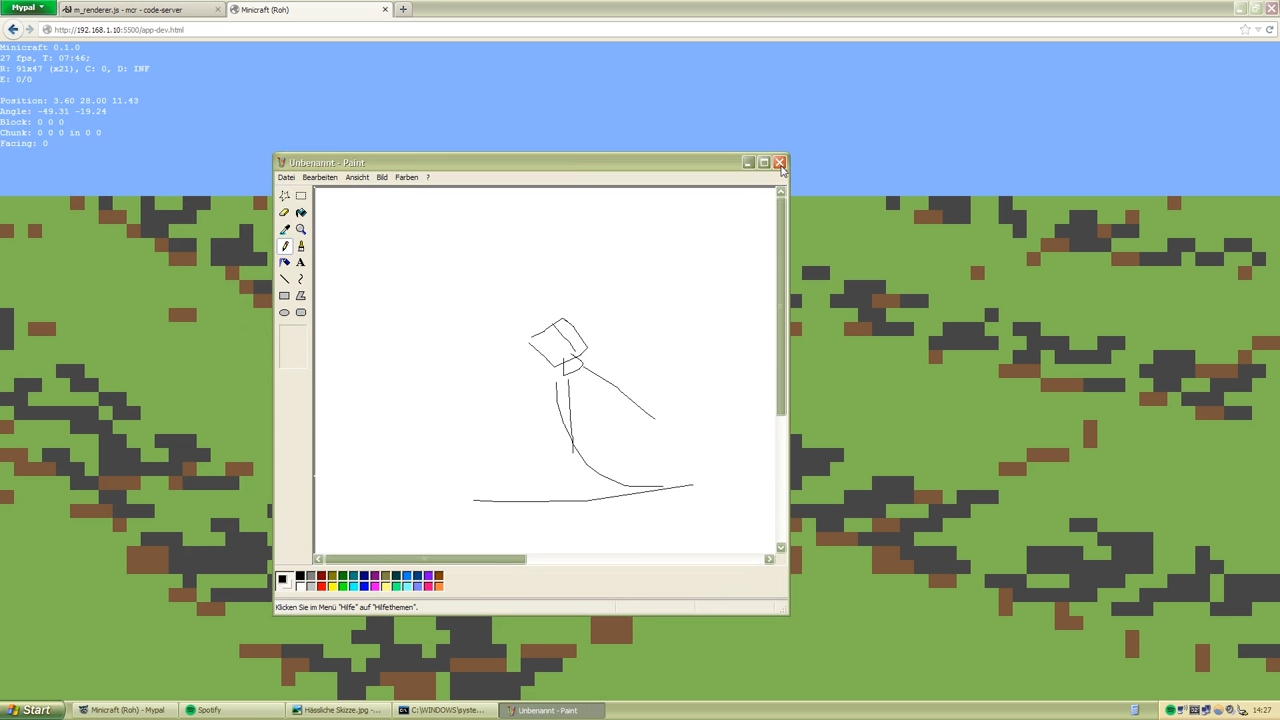 Mypal
m_renderer.js - mcr - code-server
Minicraft (Roh)
http://192.168.1.10:5500/app-dev.html
Minicraft 0.1.0
27 fps, T: 07:46;
R: 91x47 (x21), C: 0, D: INF
E: 0/0
Position: 3.60 28.00 11.43
Angle: -49.31 -19.24
Block: 0 0 0
Chunk: 0 0 0 in 0 0
Facing: 0
Unbenannt - Paint
Datei Bearbeiten Ansicht Bild Farben ?
A
Klicken Sie im Menü "Hilfe" auf "Hilfethemen".
Start
Minicraft (Roh) - Mypal
Spotify
Hässliche Skizze.jpg -...
C:\WINDOWS\syste...
Unbenannt - Paint
14:27